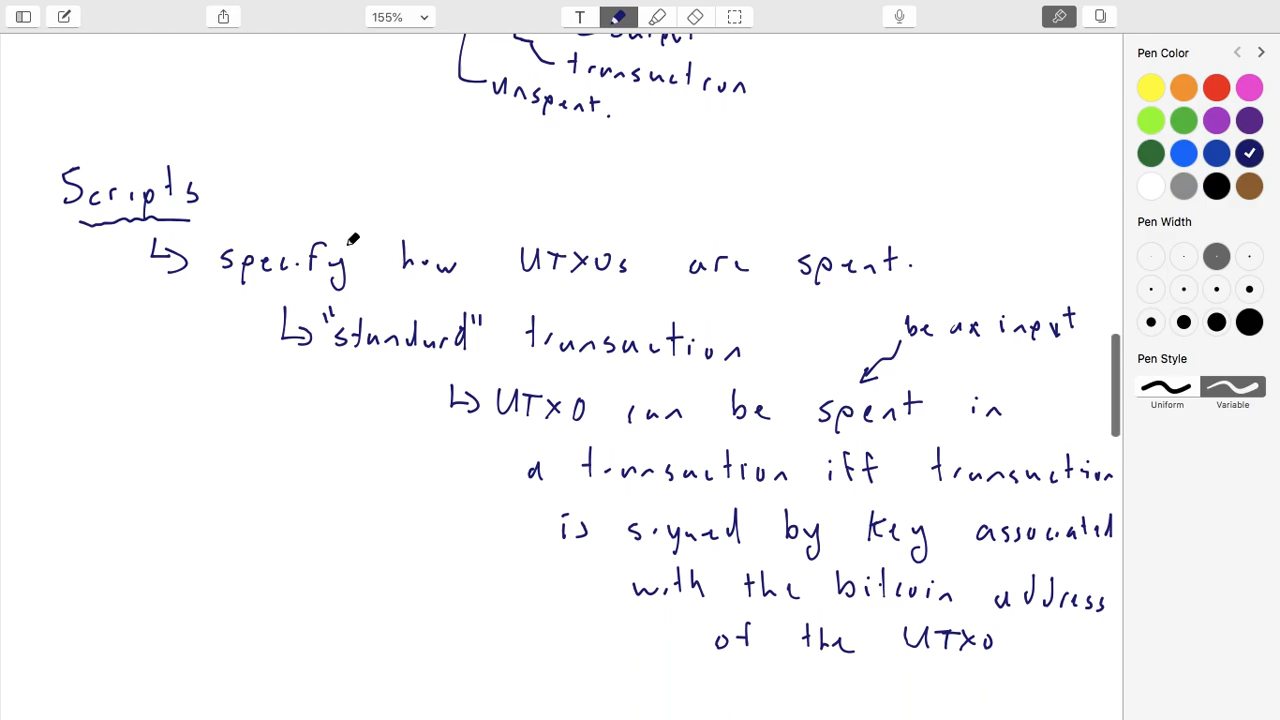 155%
T
Pen Color
output
transaction
unspent.
Scripts
specify how UTXOs are spent.
"standard" transaction
be as input
UTXO can be spent in
a transaction iff transaction
is signed by key associated
with the bitcoin address
of the UTXO
Pen Width
Pen Style
Uniform
Variable